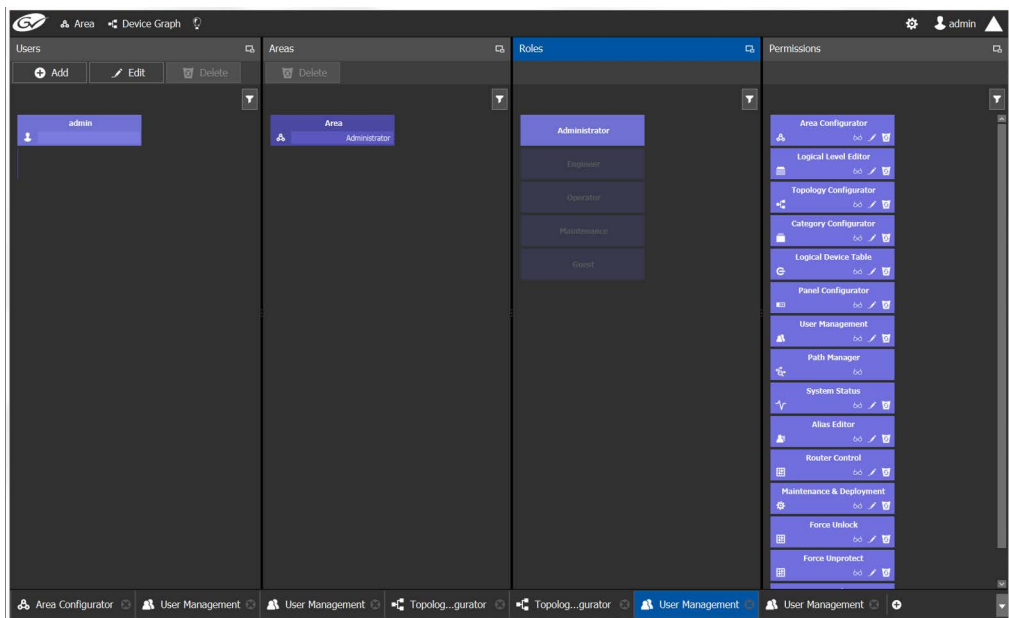 GV Area Device Graph admin
Users Areas Roles Permissions
Add Edit Delete Delete
admin
Area
Administrator
Administrator
Engineer
Operator
Maintenance
Guest
Area Configurator
Logical Level Editor
Topology Configurator
Category Configurator
Logical Device Table
Panel Configurator
User Management
Path Manager
System Status
Alias Editor
Router Control
Maintenance & Deployment
Force Unlock
Force Unprotect
Area Configurator User Management User Management Topolog...gurator Topolog...gurator User Management User Management